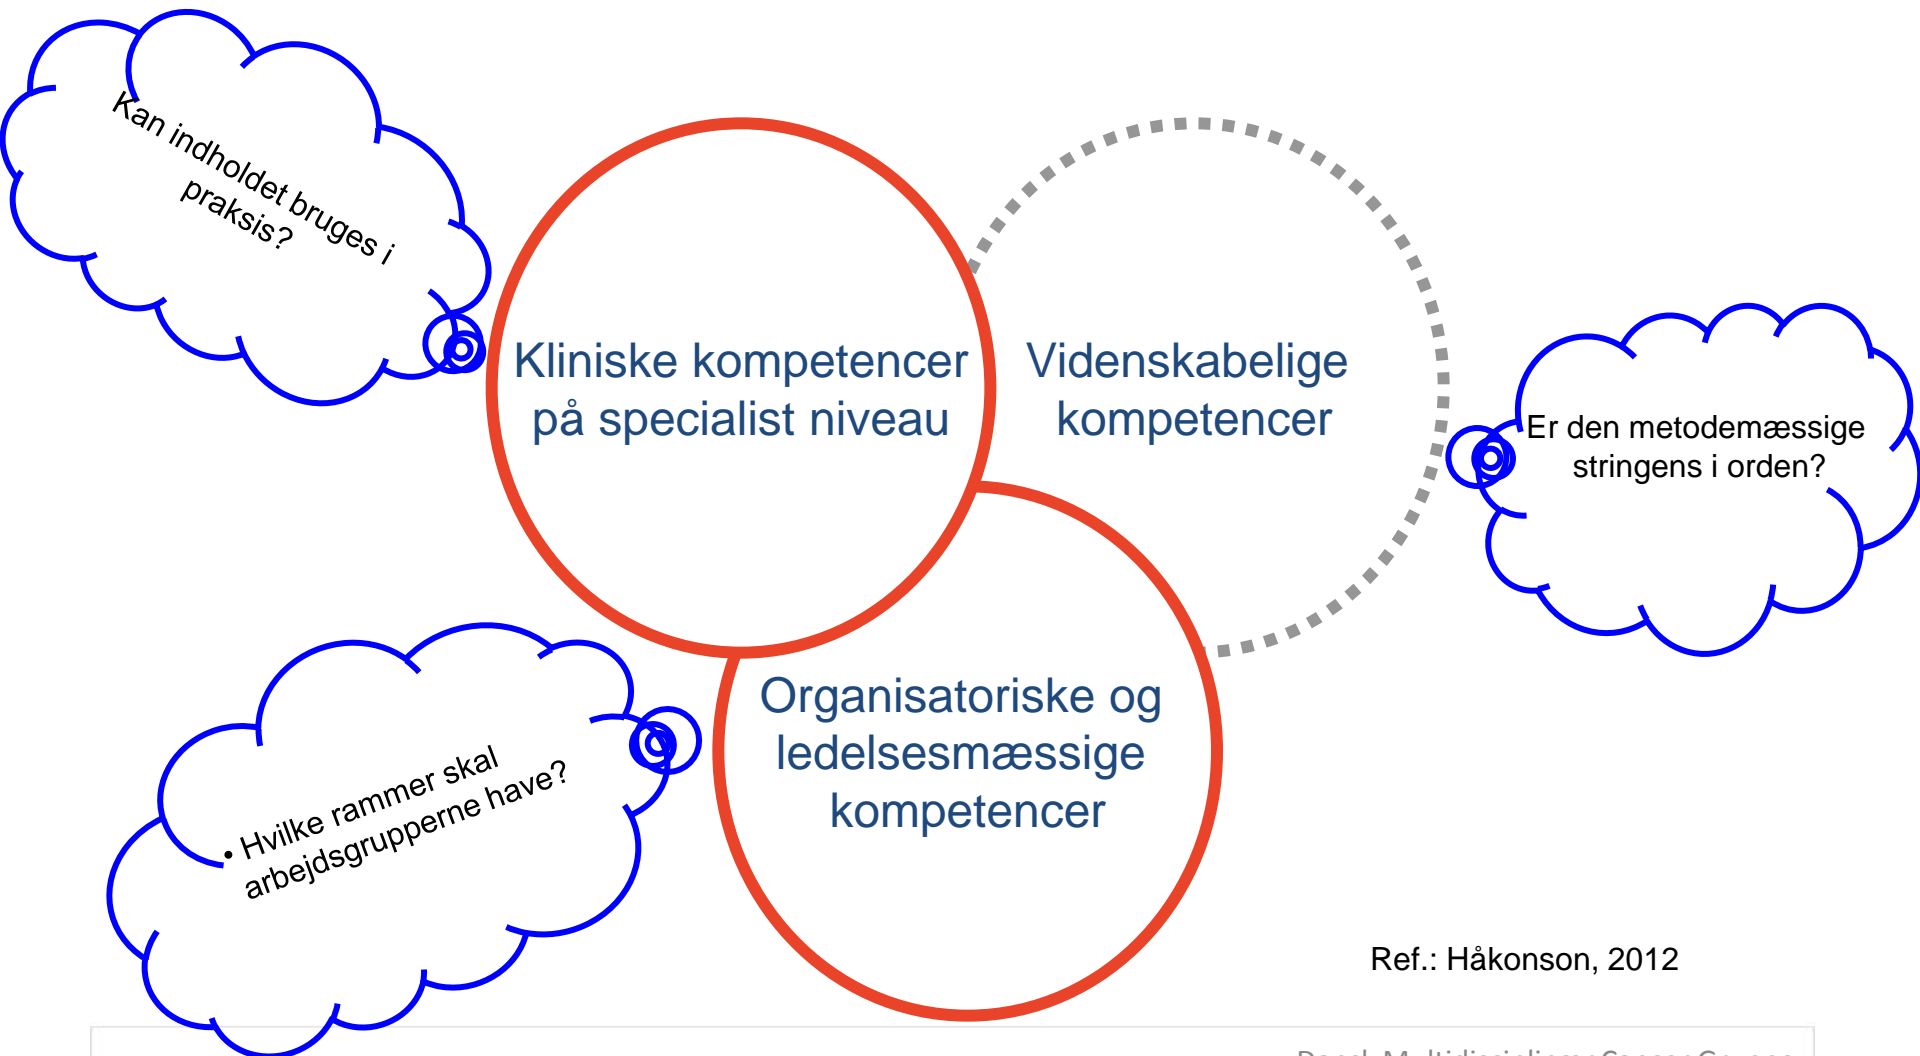 Kan indholdet bruges i
praksis?
Kliniske kompetencer
på specialist niveau
Videnskabelige
kompetencer
Er den metodemæssige
stringens i orden?
Organisatoriske og
ledelsesmæssige
kompetencer
• Hvilke rammer skal
arbejdsgrupperne have?
Ref.: Håkonson, 2012